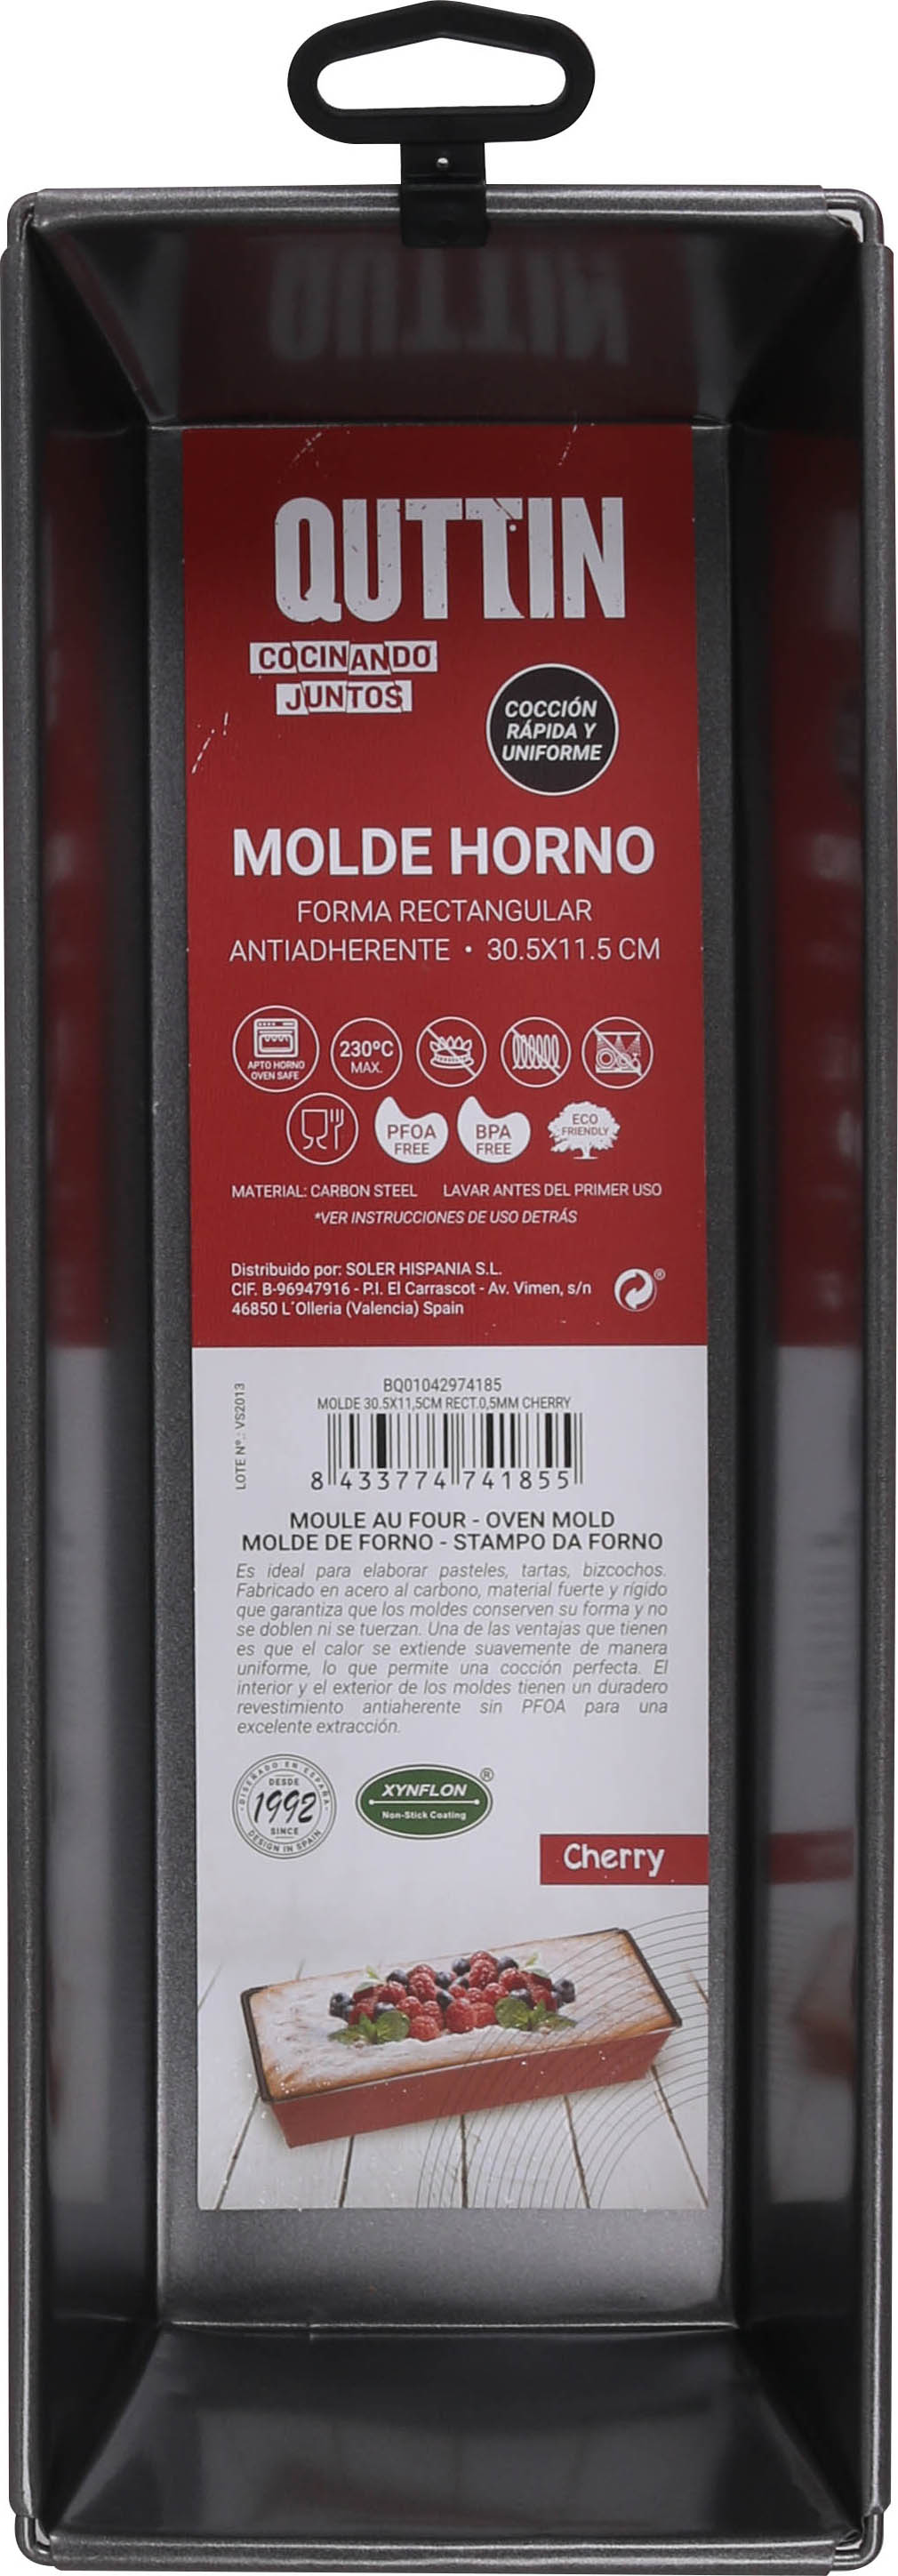 QUTTIN
COCINANDO
JUNTOS
COCCIÓN
RÁPIDA Y
UNIFORME
MOLDE HORNO
FORMA RECTANGULAR
ANTIADHERENTE • 30.5X11.5 CM
APTO HORNO
OVEN SAFE
230ºC
MAX.
PFOA
FREE
BPA
FREE
ECO
FRIENDLY
MATERIAL: CARBON STEEL LAVAR ANTES DEL PRIMER USO
*VER INSTRUCCIONES DE USO DETRÁS
Distribuido por: SOLER HISPANIA S.L.
CIF. B-96947916 - P.I. El Carrascot - Av. Vimen, s/n
46850 L´Olleria (Valencia) Spain
®
LOTE Nº.: VS2013
BQ01042974185
MOLDE 30.5X11,5CM RECT.0,5MM CHERRY
8 433774 741855
MOULE AU FOUR - OVEN MOLD
MOLDE DE FORNO - STAMPO DA FORNO
Es ideal para elaborar pasteles, tartas, bizcochos.
Fabricado en acero al carbono, material fuerte y rígido
que garantiza que los moldes conserven su forma y no
se doblen ni se tuerzan. Una de las ventajas que tienen
es que el calor se extiende suavemente de manera
uniforme, lo que permite una cocción perfecta. El
interior y el exterior de los moldes tienen un duradero
revestimiento antiaherente sin PFOA para una
excelente extracción.
DISEÑADO EN ESPAÑA
DESDE
1992
SINCE
DESIGN IN SPAIN
XYNFLON ®
Non-Stick Coating
Cherry